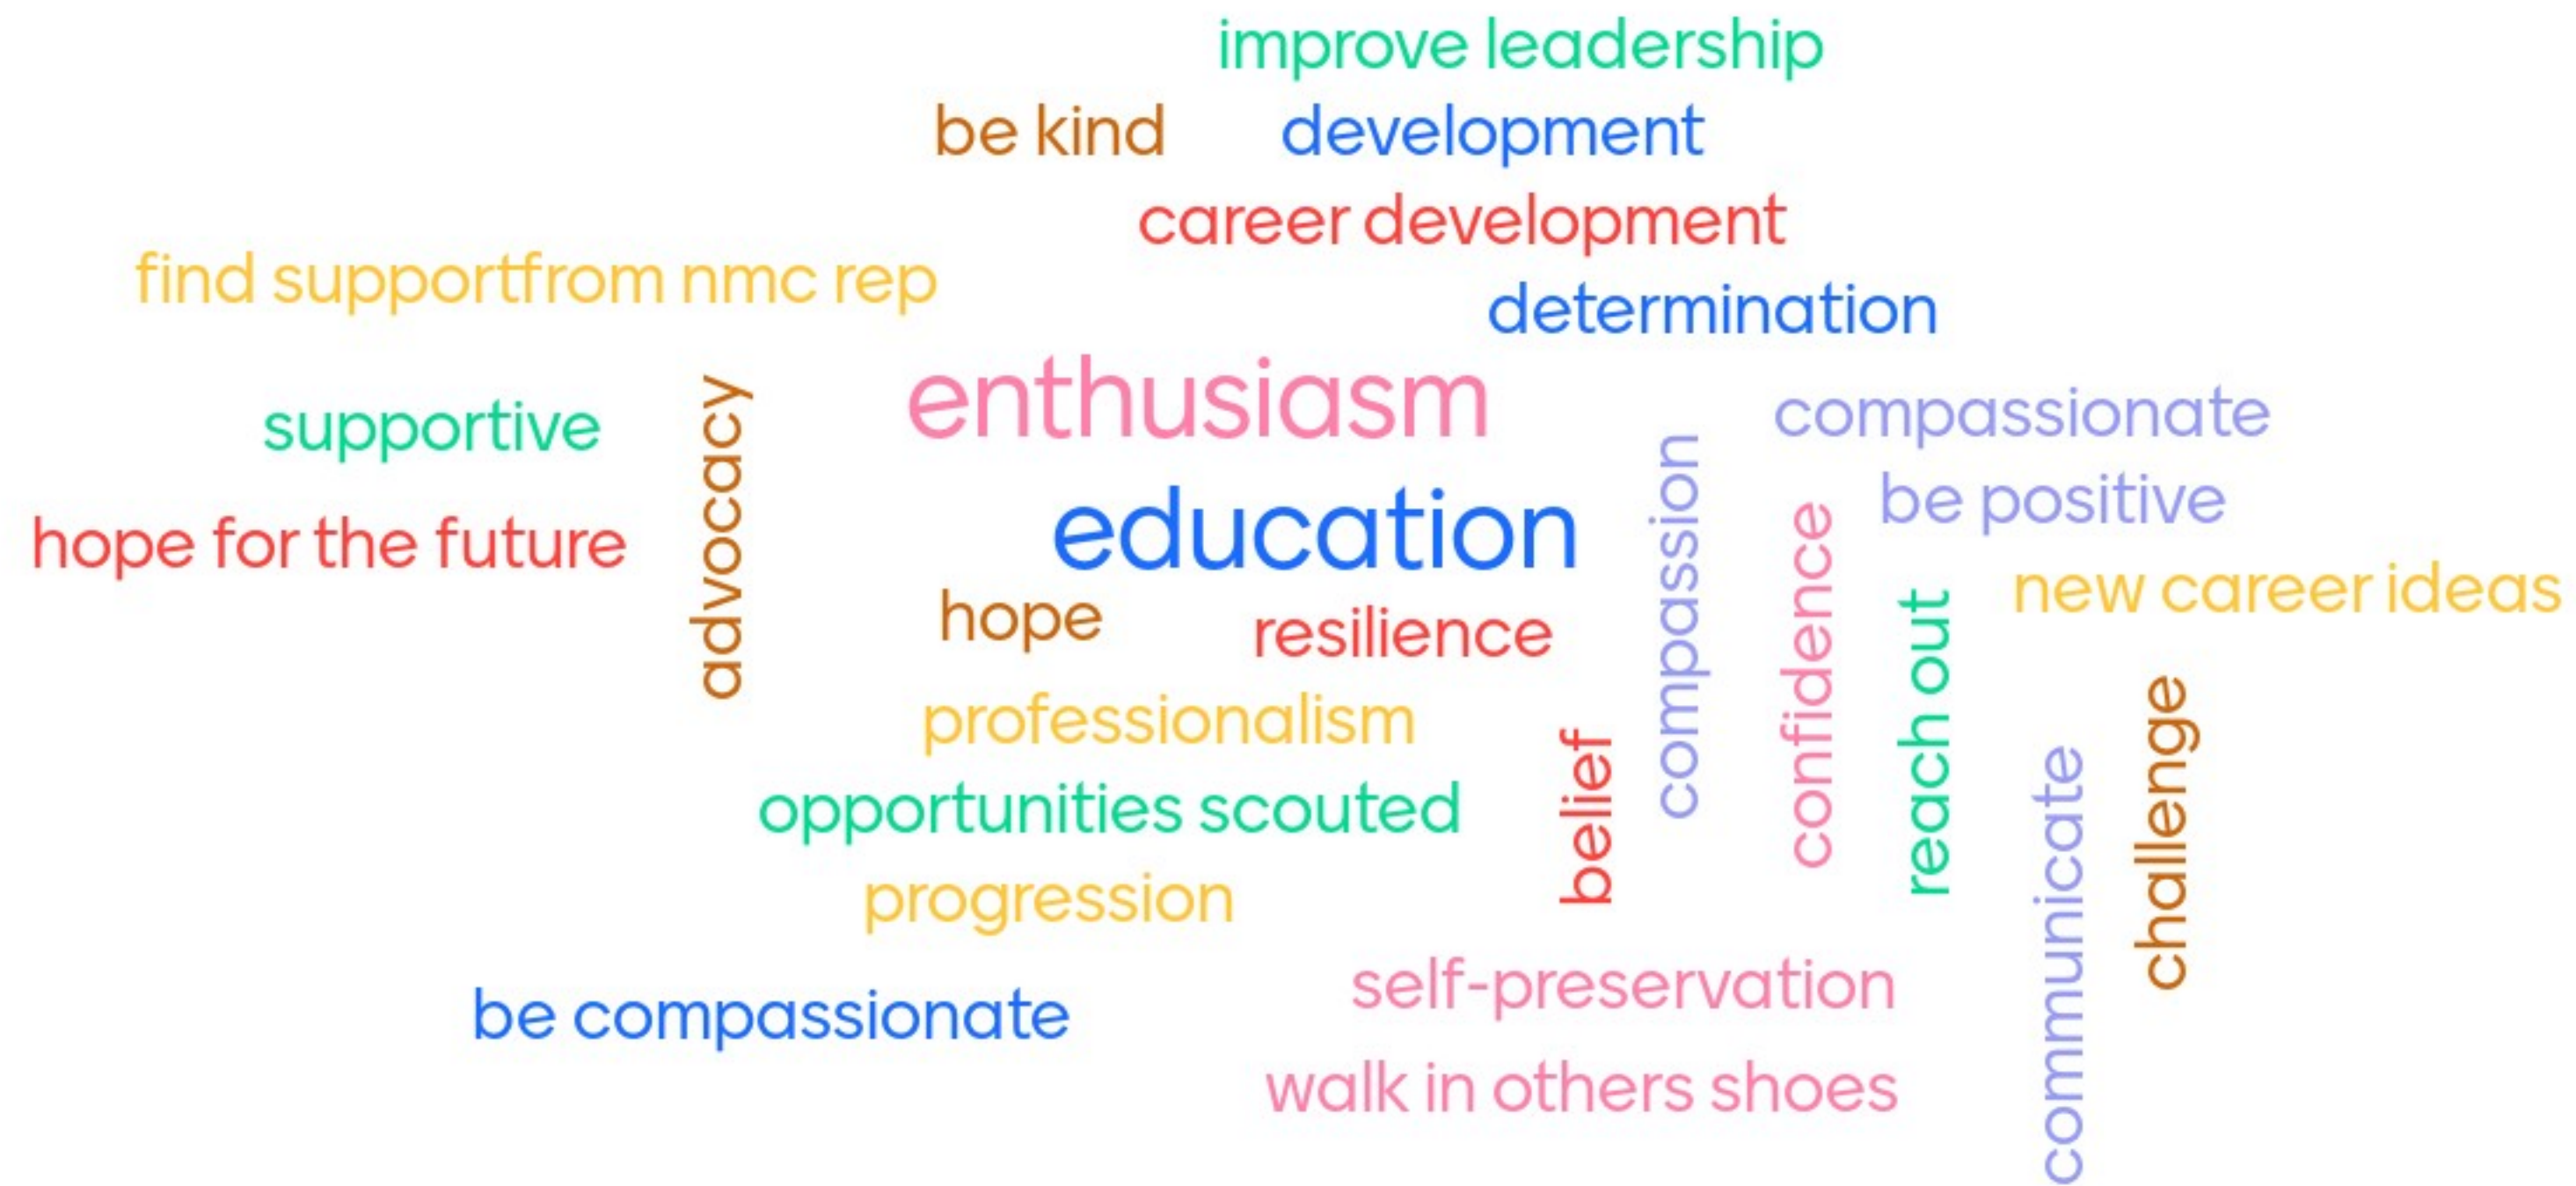 improve leadership
be kind
development
career development
find supportfrom nmc rep
determination
enthusiasm
supportive
advocacy
compassionate
education
compassion
be positive
hope for the future
confidence
new career ideas
hope
resilience
reach out
professionalism
belief
opportunities scouted
challenge
communicate
progression
self-preservation
be compassionate
walk in others shoes